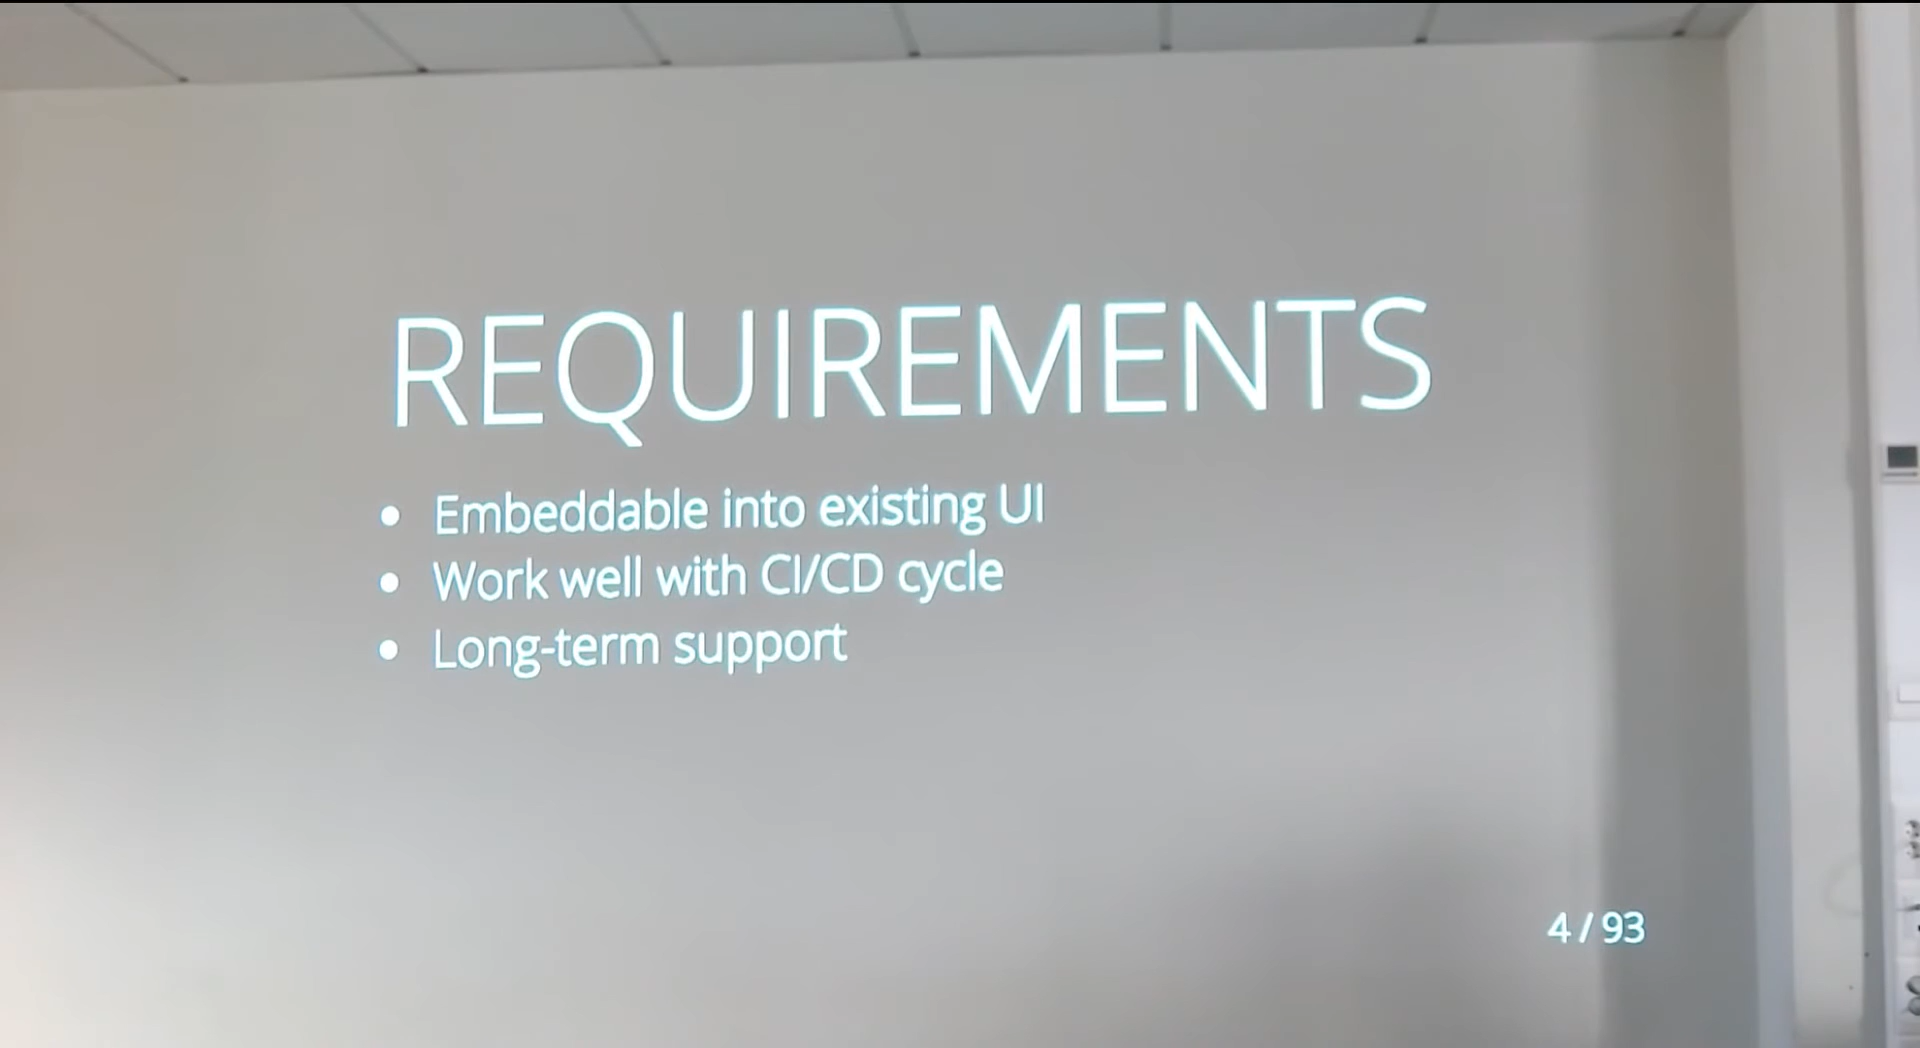 REQUIREMENTS
• Embeddable into existing UI
• Work well with CI/CD cycle
• Long-term support
4 / 93